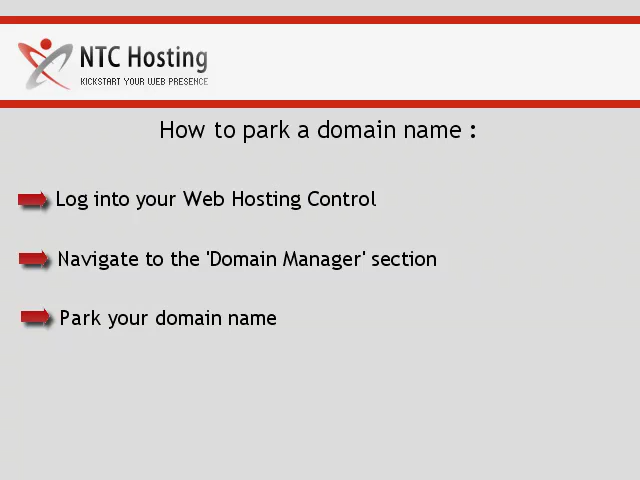 NTC Hosting
KICKSTART YOUR WEB PRESENCE
How to park a domain name :
Log into your Web Hosting Control
Navigate to the 'Domain Manager' section
Park your domain name